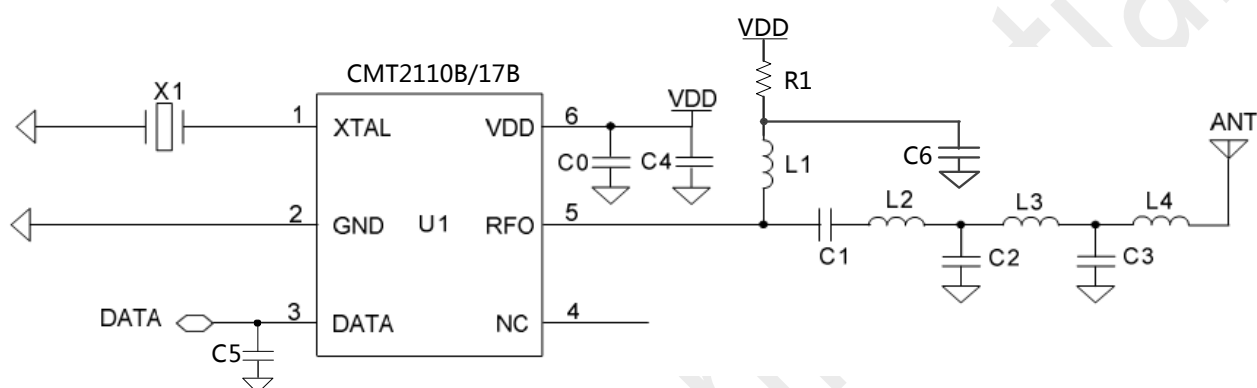 VDD
R1
CMT2110B/17B
X1
VDD
ANT
1
XTAL
VDD
6
C0
C4
L1
C6
2
GND
U1
RFO
5
C1
L2
C2
L3
C3
L4
DATA
3
DATA
NC
4
C5